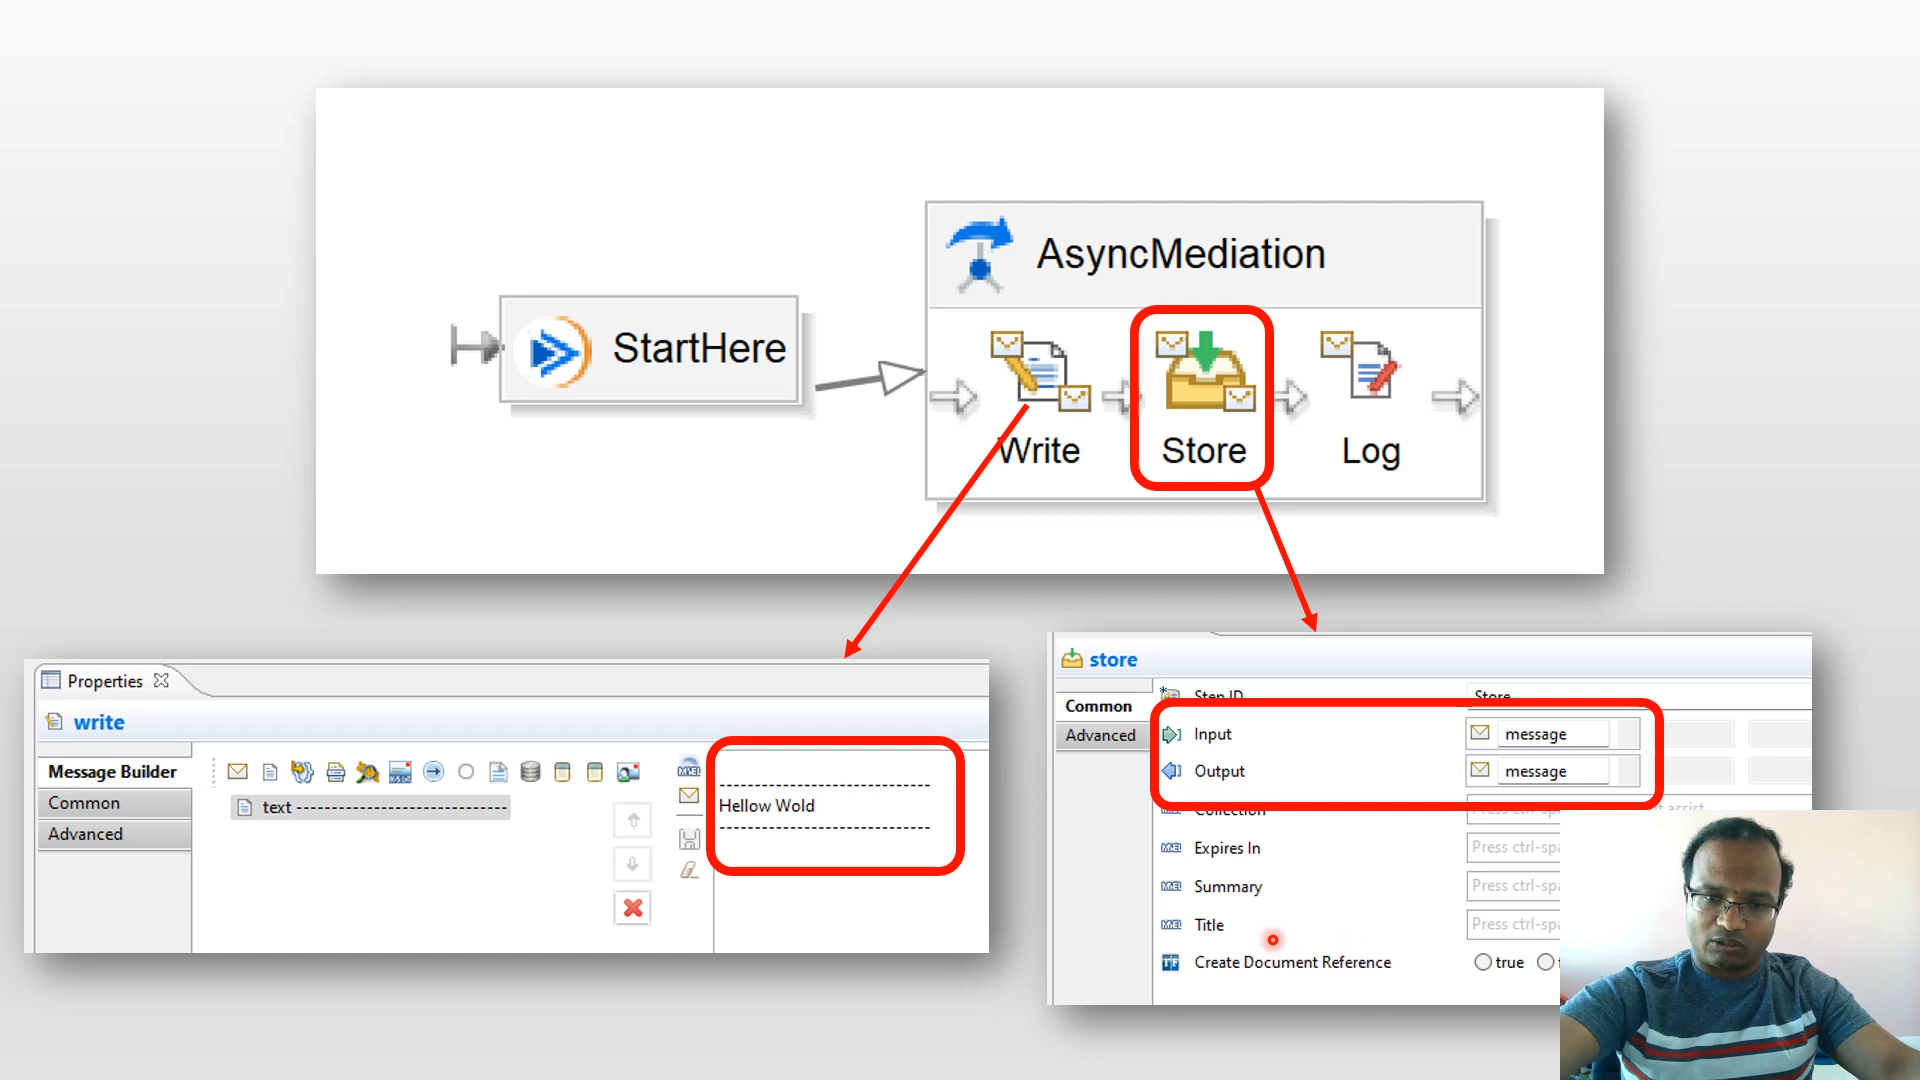 AsyncMediation
StartHere
Write
Store
Log
Properties
write
Message Builder
Common
Advanced
text ------------------------------
------------------------------
Hellow Wold
------------------------------
store
Common
Advanced
Step ID
Store
Input
message
Output
message
Collection
Expires In
Press ctrl-spa
Summary
Press ctrl-spa
Title
Press ctrl-spa
Create Document Reference
true